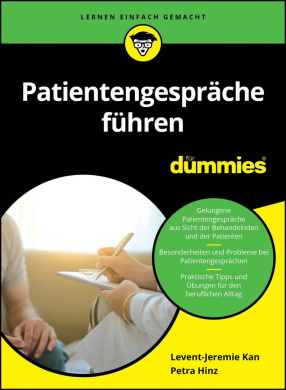 LERNEN EINFACH GEMACHT
Patientengespräche
führen
für
dummies®
Gelungene
Patientengespräche
aus Sicht der Behandelnden
und der Patienten
Besonderheiten und Probleme bei
Patientengesprächen
Praktische Tipps und
Übungen für den
beruflichen Alltag
Levent-Jeremie Kan
Petra Hinz